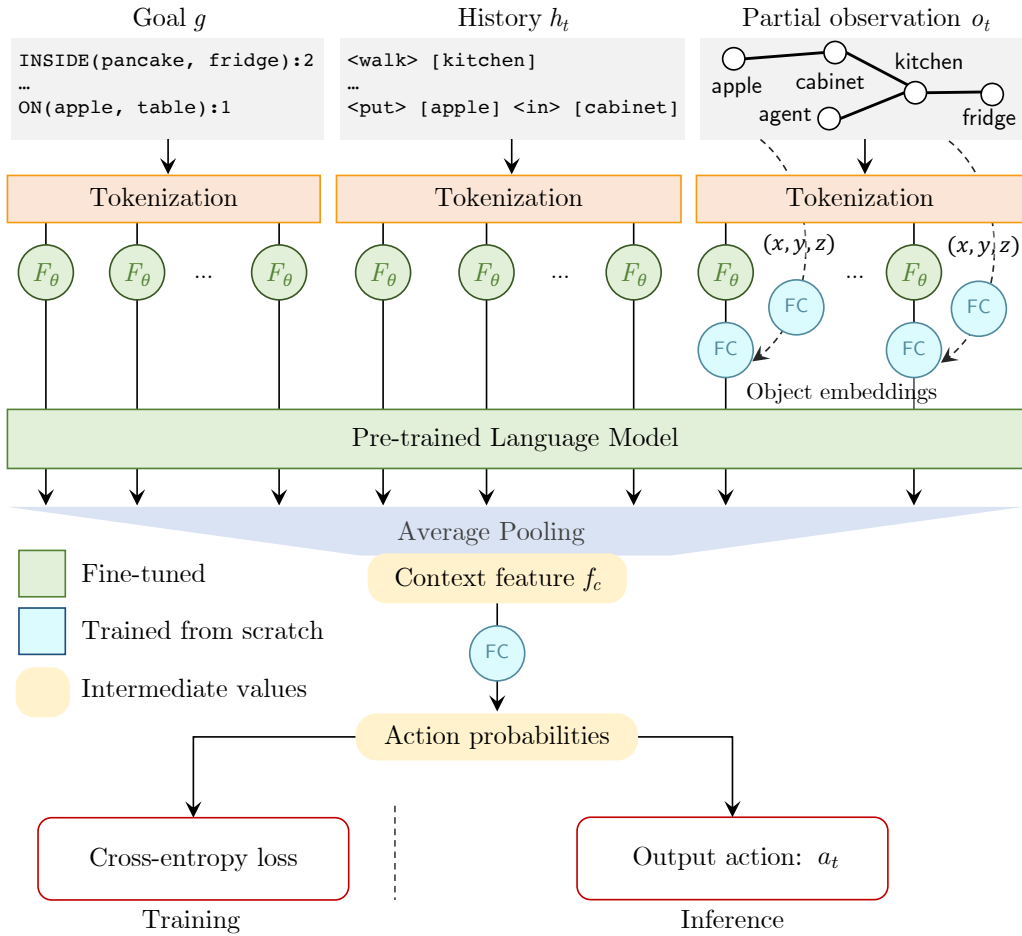 Goal g
History hₜ
Partial observation oₜ
INSIDE(pancake, fridge):2
…
ON(apple, table):1
<walk> [kitchen]
…
<put> [apple] <in> [cabinet]
apple
cabinet
kitchen
agent
fridge
Tokenization
Tokenization
Tokenization
(x, y, z)
(x, y, z)
F_θ
F_θ
...
F_θ
F_θ
F_θ
...
F_θ
F_θ
...
F_θ
FC
FC
FC
FC
Object embeddings
Pre-trained Language Model
Average Pooling
Context feature f_c
Fine-tuned
Trained from scratch
Intermediate values
FC
Action probabilities
Cross-entropy loss
Output action: aₜ
Training
Inference